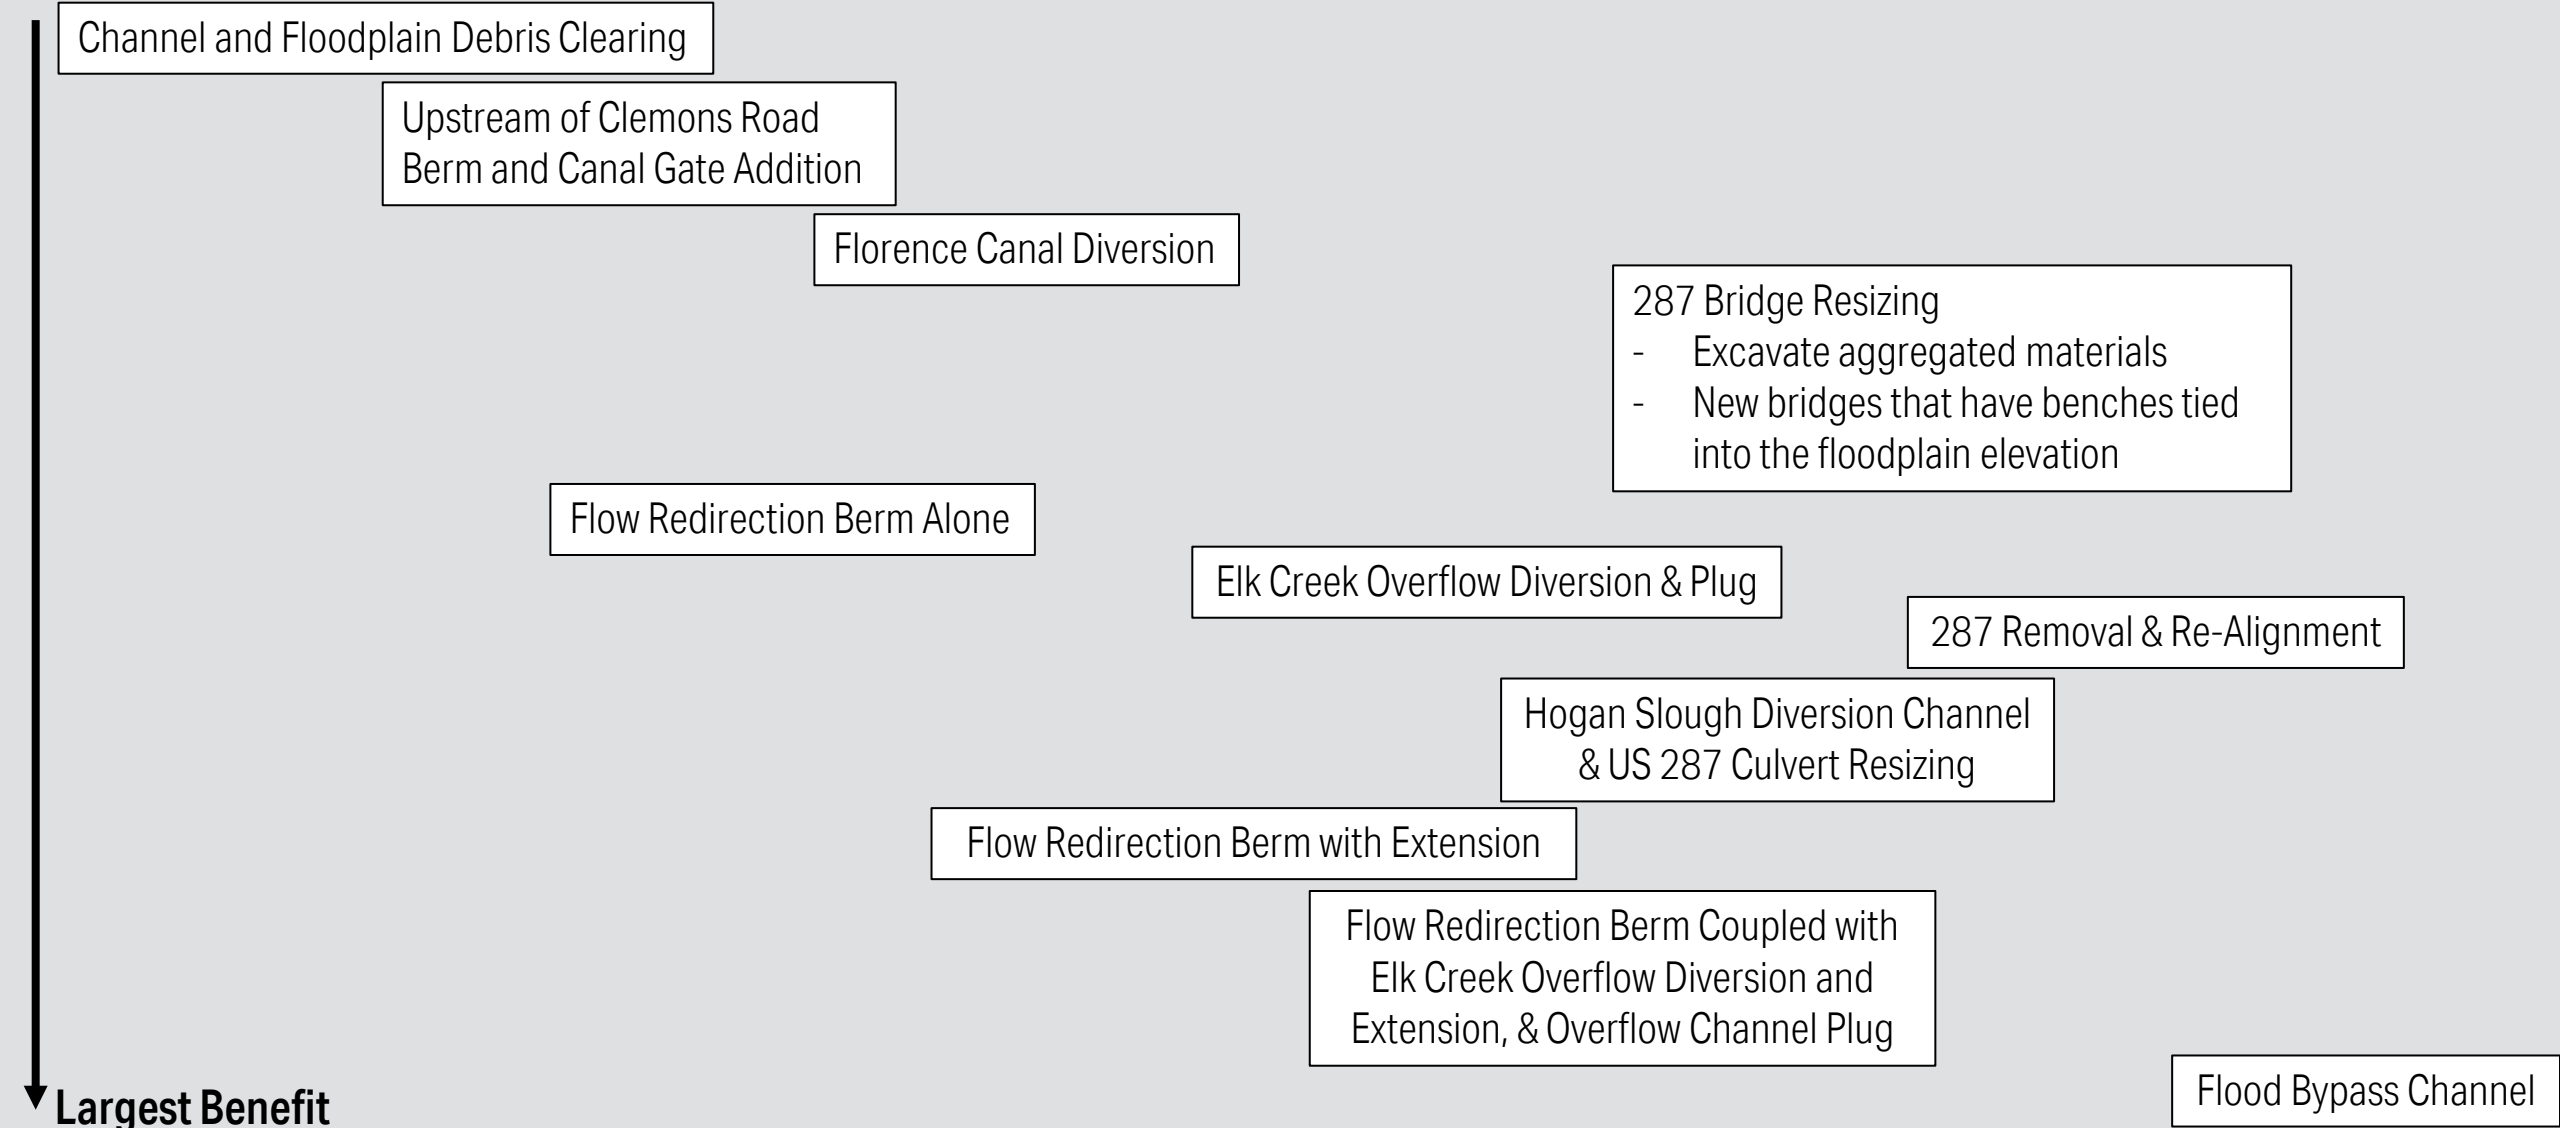 Channel and Floodplain Debris Clearing
Upstream of Clemons Road
Berm and Canal Gate Addition
Florence Canal Diversion
287 Bridge Resizing
- Excavate aggregated materials
- New bridges that have benches tied
into the floodplain elevation
Flow Redirection Berm Alone
Elk Creek Overflow Diversion & Plug
287 Removal & Re-Alignment
Hogan Slough Diversion Channel
& US 287 Culvert Resizing
Flow Redirection Berm with Extension
Flow Redirection Berm Coupled with
Elk Creek Overflow Diversion and
Extension, & Overflow Channel Plug
Flood Bypass Channel
Largest Benefit